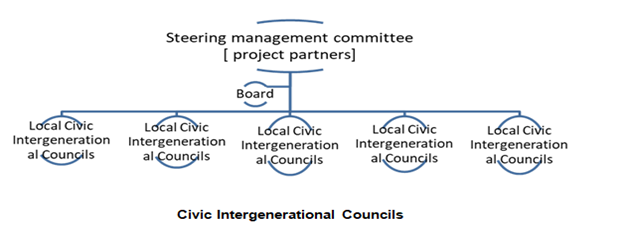 Steering management committee
[ project partners]
Board
Local Civic
Intergeneration
al Councils
Local Civic
Intergeneration
al Councils
Local Civic
Intergeneration
al Councils
Local Civic
Intergeneration
al Councils
Local Civic
Intergeneration
al Councils
Civic Intergenerational Councils